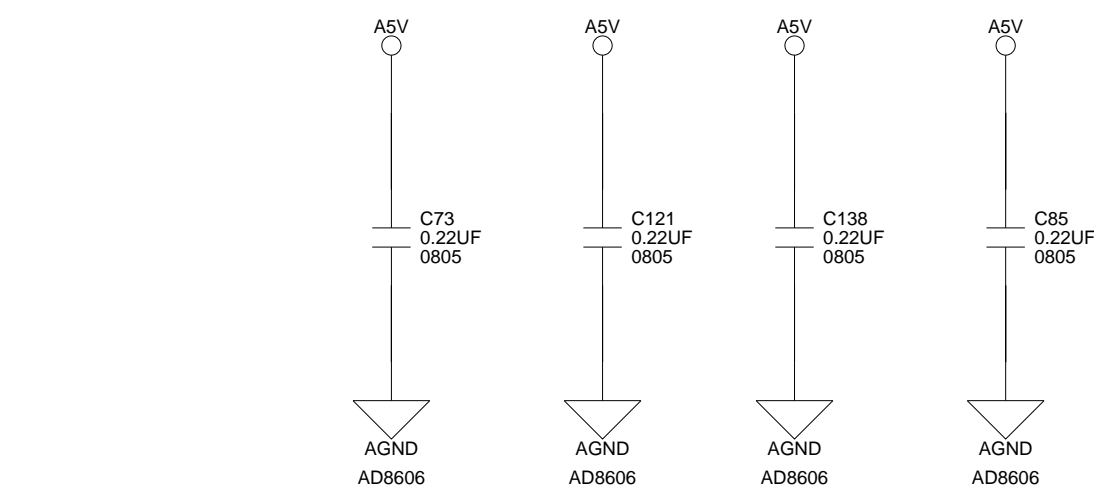 A5V
A5V
A5V
A5V
C73
0.22UF
0805
C121
0.22UF
0805
C138
0.22UF
0805
C85
0.22UF
0805
AGND
AGND
AGND
AGND
AD8606
AD8606
AD8606
AD8606